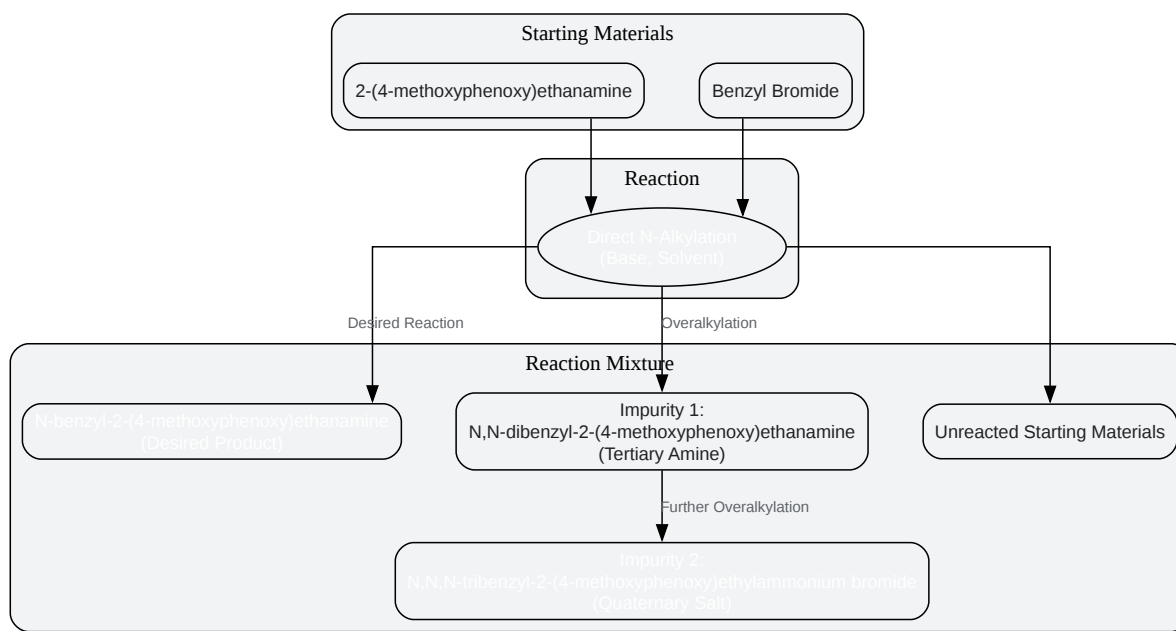 Starting Materials
2-(4-methoxyphenoxy)ethanamine
Benzyl Bromide
Reaction
Direct N-Alkylation
(Base, Solvent)
Desired Reaction
Overalkylation
Reaction Mixture
N-benzyl-2-(4-methoxyphenoxy)ethanamine
(Desired Product)
Impurity 1:
N,N-dibenzyl-2-(4-methoxyphenoxy)ethanamine
(Tertiary Amine)
Unreacted Starting Materials
Further Overalkylation
Impurity 2:
N,N,N-tribenzyl-2-(4-methoxyphenoxy)ethylammonium bromide
(Quaternary Salt)